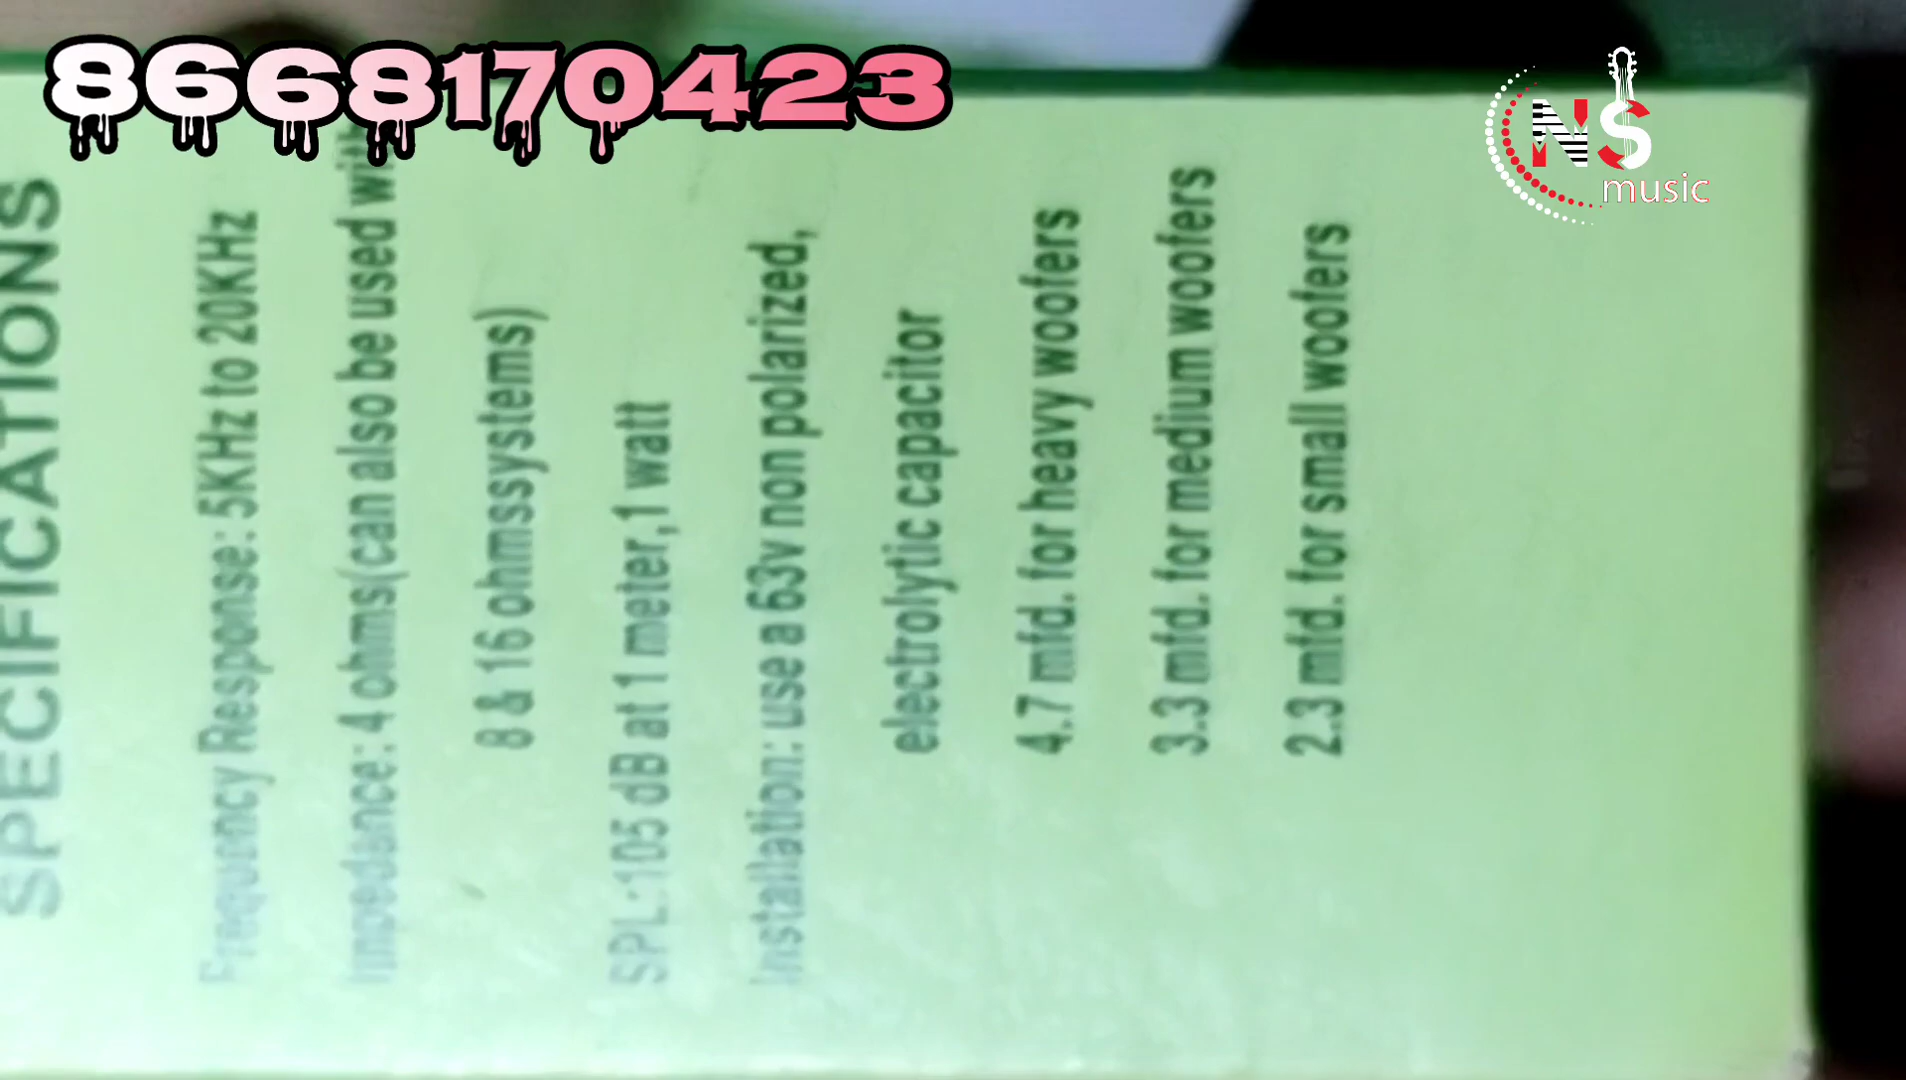 8668170423
NS
music
SPECIFICATIONS
Frequency Response: 5KHz to 20KHz
Impedance: 4 ohms(can also be used with
8 & 16 ohmssystems)
SPL:105 dB at 1 meter,1 watt
Installation: use a 63v non polarized,
electrolytic capacitor
4.7 mfd. for heavy woofers
3.3 mfd. for medium woofers
2.3 mfd. for small woofers